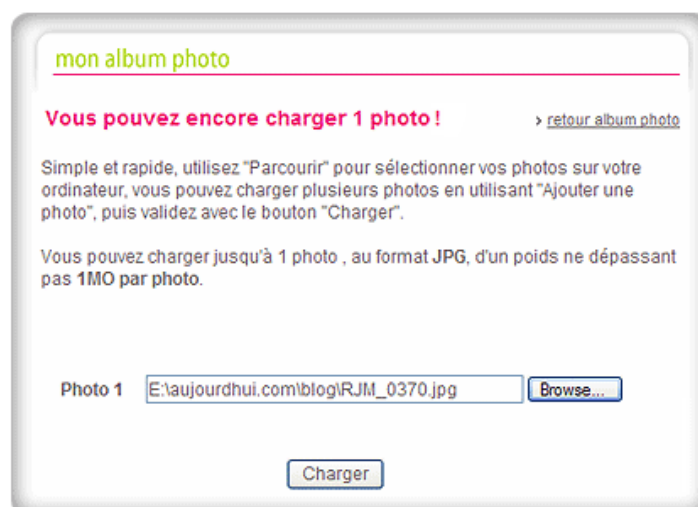 mon album photo
Vous pouvez encore charger 1 photo !
> retour album photo
Simple et rapide, utilisez "Parcourir" pour sélectionner vos photos sur votre
ordinateur, vous pouvez charger plusieurs photos en utilisant "Ajouter une
photo", puis validez avec le bouton "Charger".
Vous pouvez charger jusqu'à 1 photo , au format JPG, d'un poids ne dépassant
pas 1MO par photo.
Photo 1 E:\aujourdhui.com\blog\RJM_0370.jpg Browse...
Charger